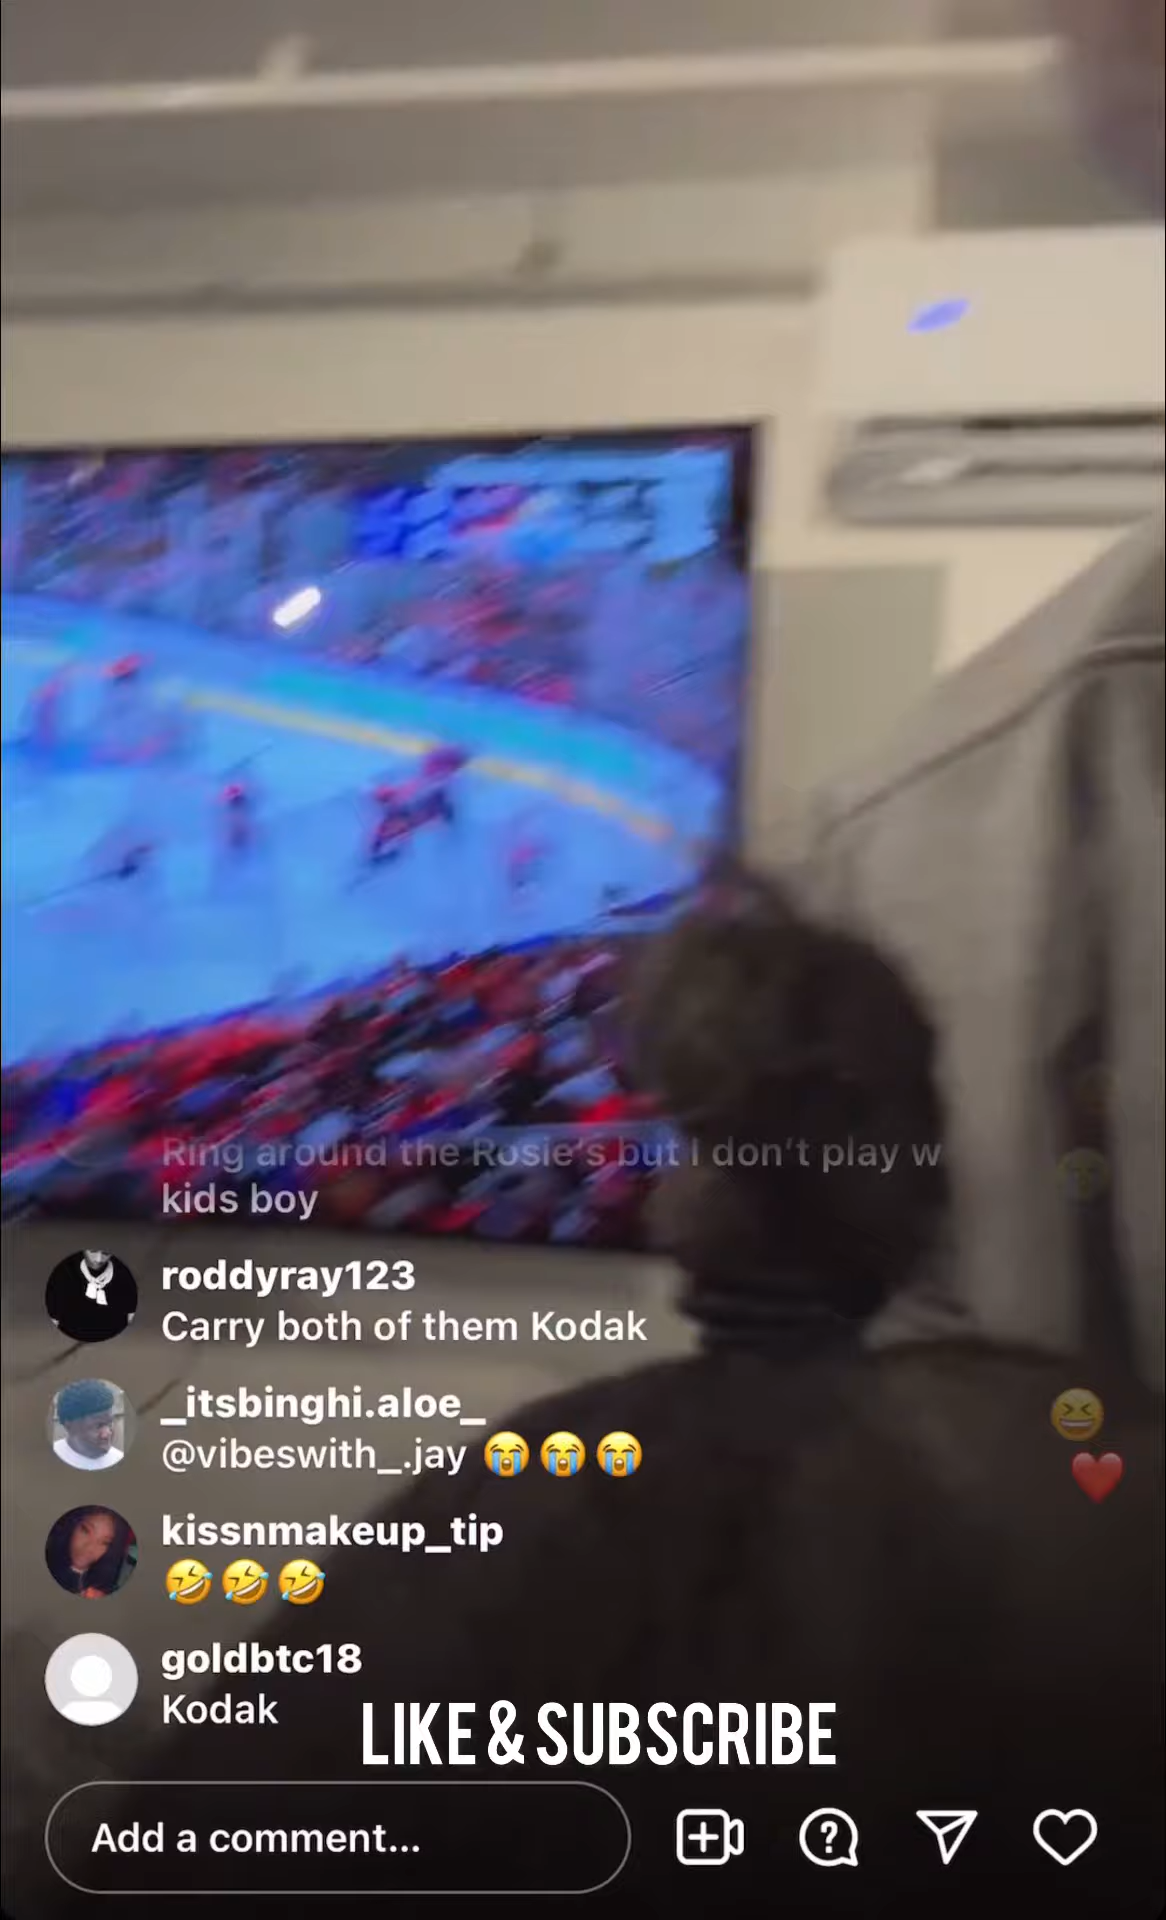 Ring around the Rosie's but I don't play w
kids boy
roddyray123
Carry both of them Kodak
_itsbinghi.aloe_
@vibeswith_.jay 😭😭😭
kissnmakeup_tip
🤣🤣🤣
goldbtc18
Kodak
LIKE & SUBSCRIBE
Add a comment...